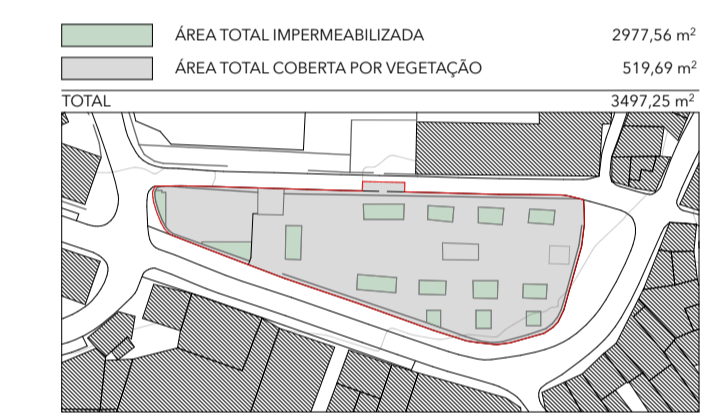 ÁREA TOTAL IMPERMEABILIZADA 2977,56 m²
ÁREA TOTAL COBERTA POR VEGETAÇÃO 519,69 m²
TOTAL 3497,25 m²